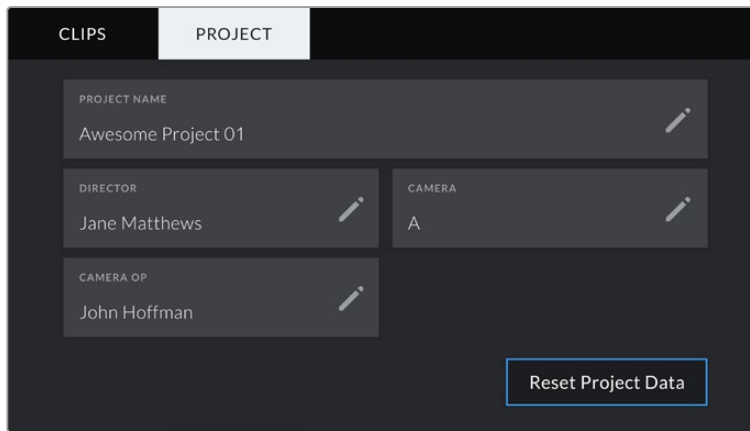 CLIPS PROJECT
PROJECT NAME
Awesome Project 01
DIRECTOR
Jane Matthews
CAMERA
A
CAMERA OP
John Hoffman
Reset Project Data